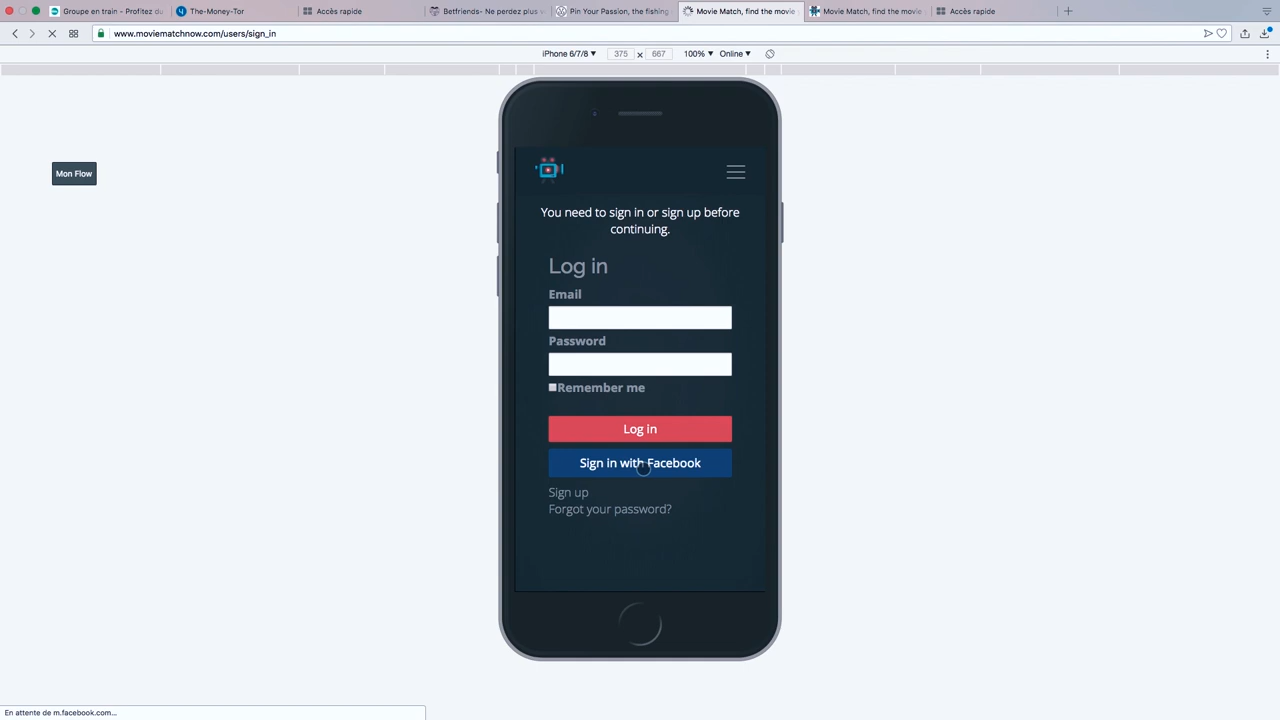 Groupe en train - Profitez du
The-Money-Tor
Accès rapide
Betfriends- Ne perdez plus v
Pin Your Passion, the fishing
Movie Match, find the movie
Movie Match, find the movie
Accès rapide
www.moviematchnow.com/users/sign_in
iPhone 6/7/8 ▼ 375 × 667 100% ▼ Online ▼
Mon Flow
You need to sign in or sign up before
continuing.
Log in
Email
Password
Remember me
Log in
Sign in with Facebook
Sign up
Forgot your password?
En attente de m.facebook.com...